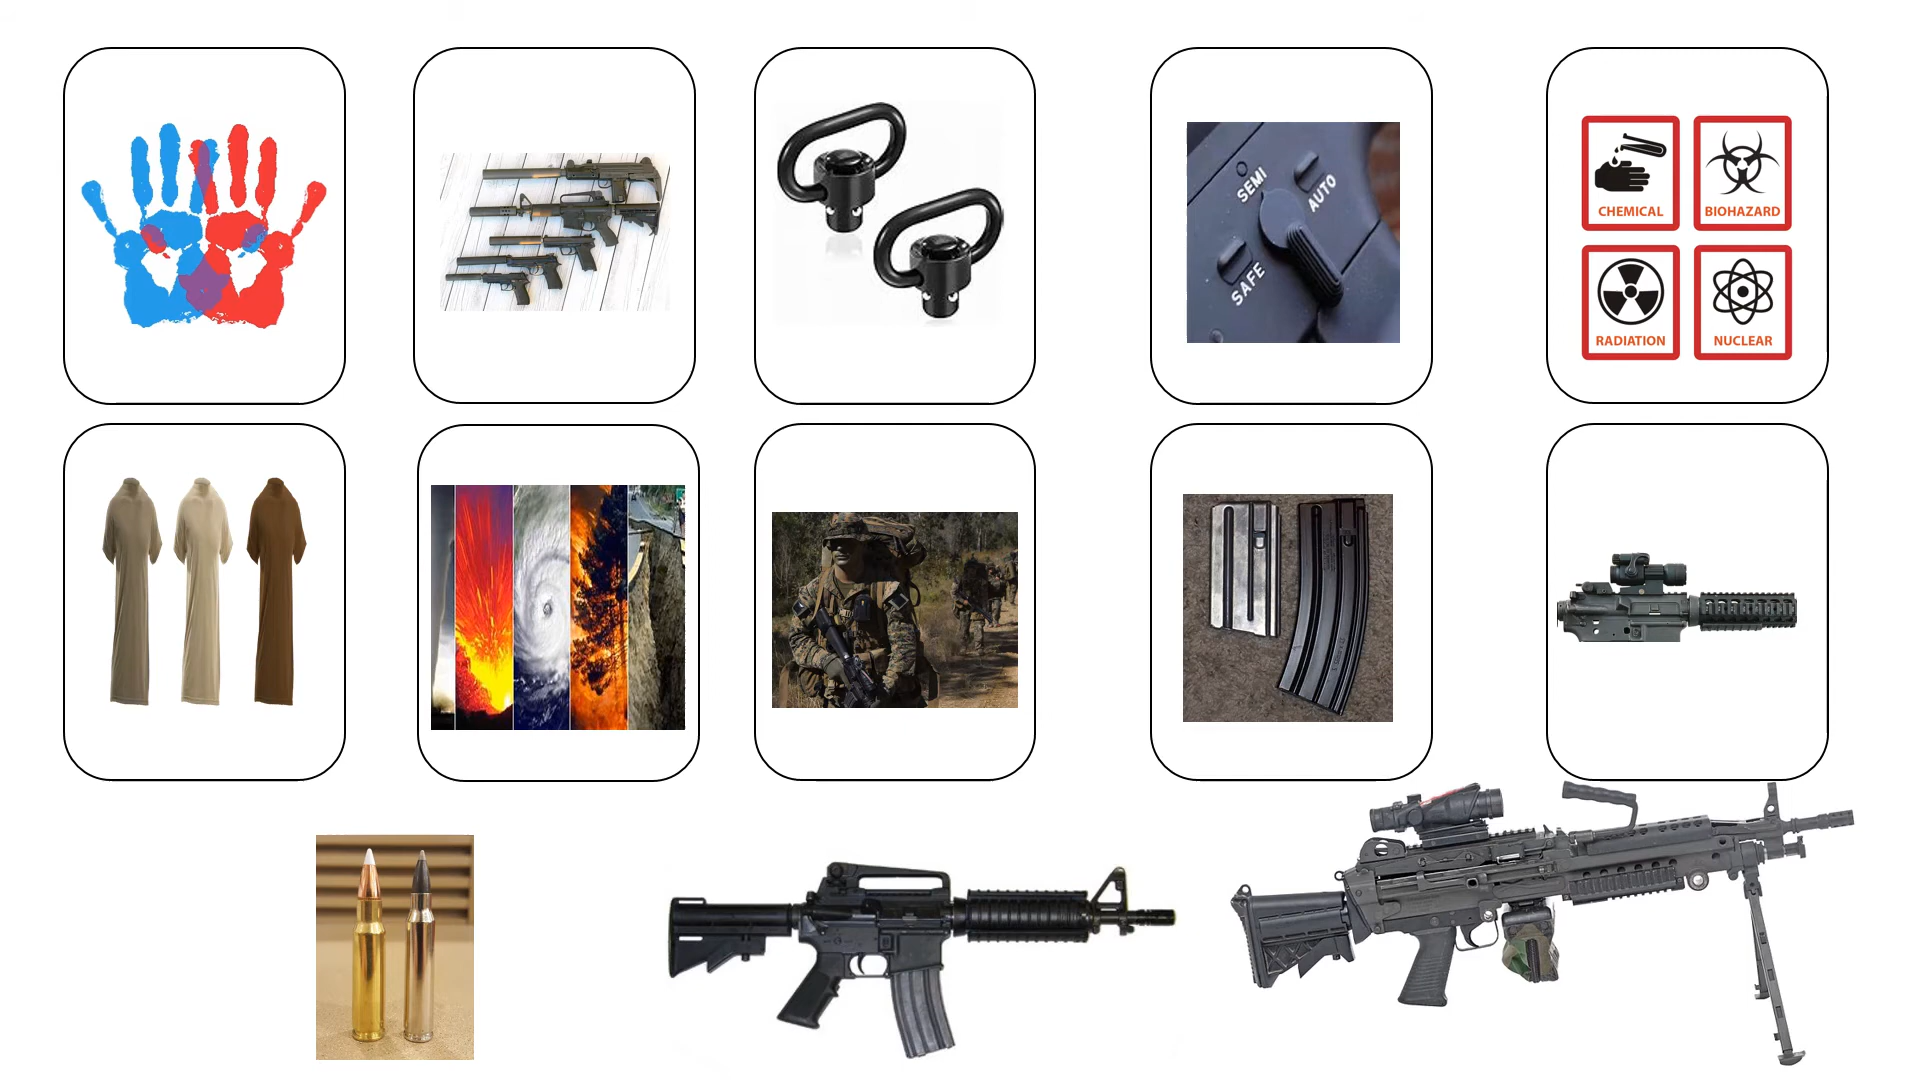 SEMI
AUTO
SAFE
CHEMICAL
BIOHAZARD
RADIATION
NUCLEAR